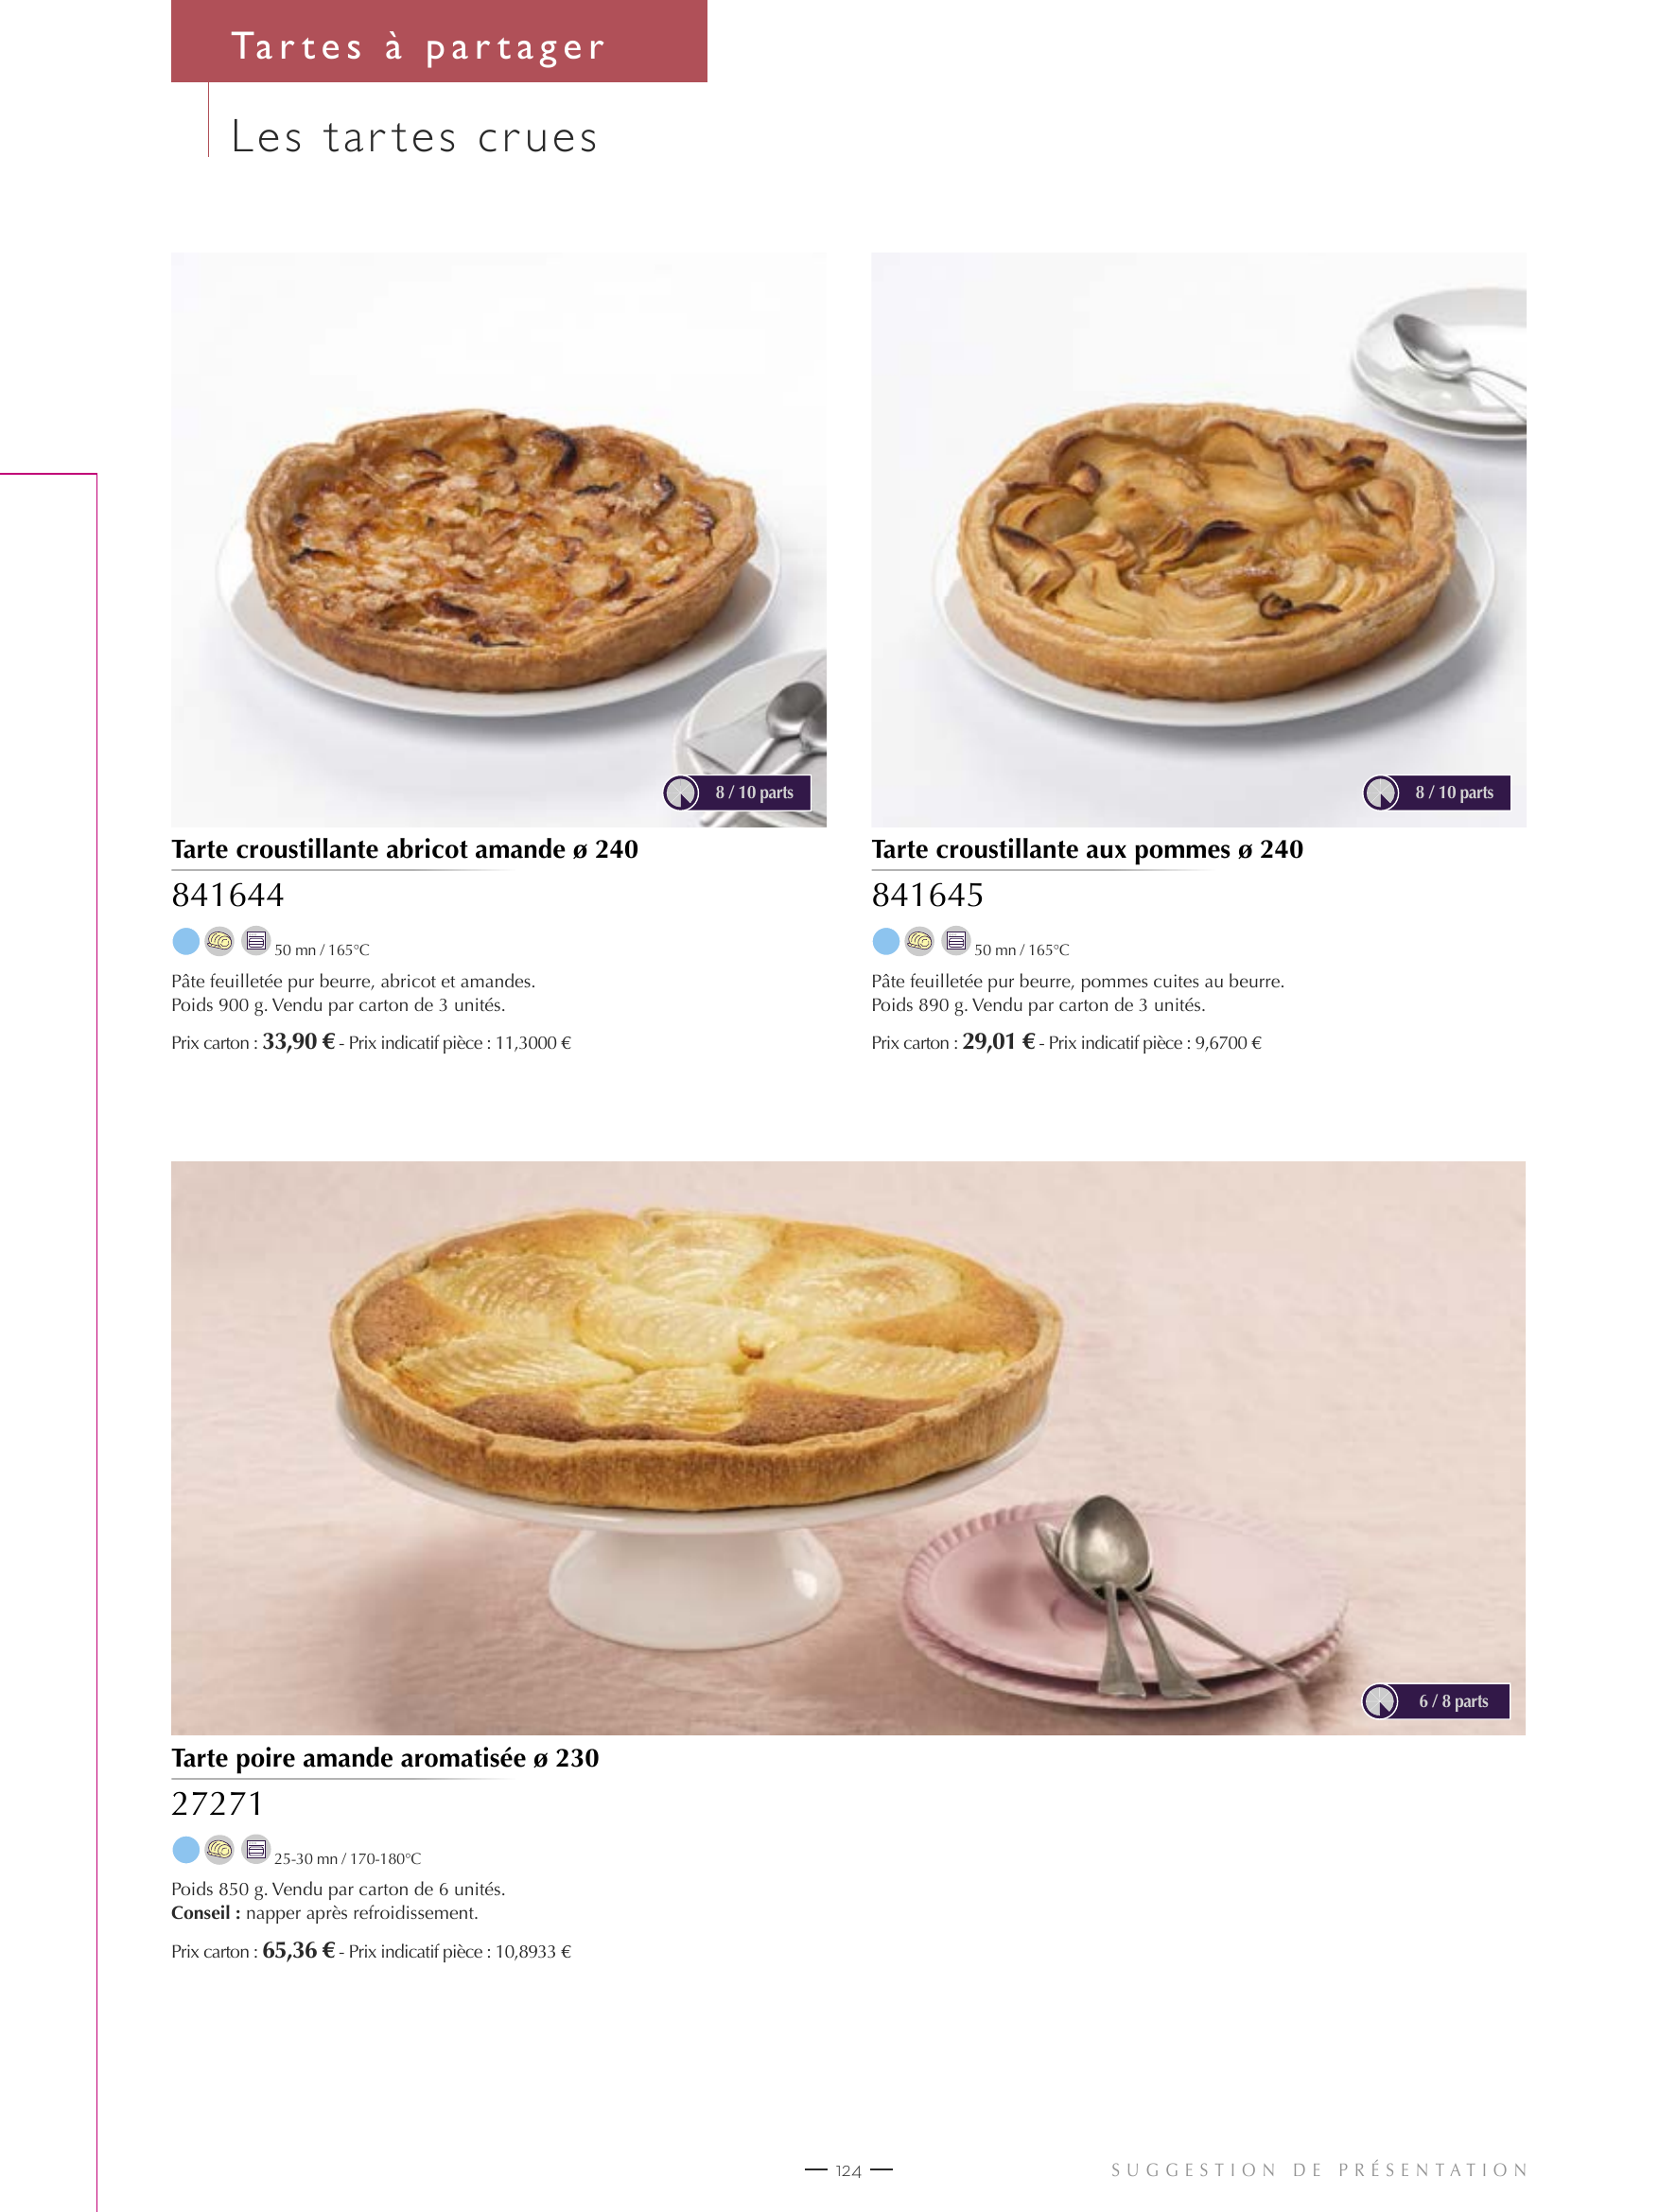 Tartes à partager
Les tartes crues
8 / 10 parts
Tarte croustillante abricot amande ø 240
841644
50 mn / 165°C
Pâte feuilletée pur beurre, abricot et amandes.
Poids 900 g. Vendu par carton de 3 unités.
Prix carton : 33,90 € - Prix indicatif pièce : 11,3000 €
8 / 10 parts
Tarte croustillante aux pommes ø 240
841645
50 mn / 165°C
Pâte feuilletée pur beurre, pommes cuites au beurre.
Poids 890 g. Vendu par carton de 3 unités.
Prix carton : 29,01 € - Prix indicatif pièce : 9,6700 €
6 / 8 parts
Tarte poire amande aromatisée ø 230
27271
25-30 mn / 170-180°C
Poids 850 g. Vendu par carton de 6 unités.
Conseil : napper après refroidissement.
Prix carton : 65,36 € - Prix indicatif pièce : 10,8933 €
124
SUGGESTION DE PRÉSENTATION